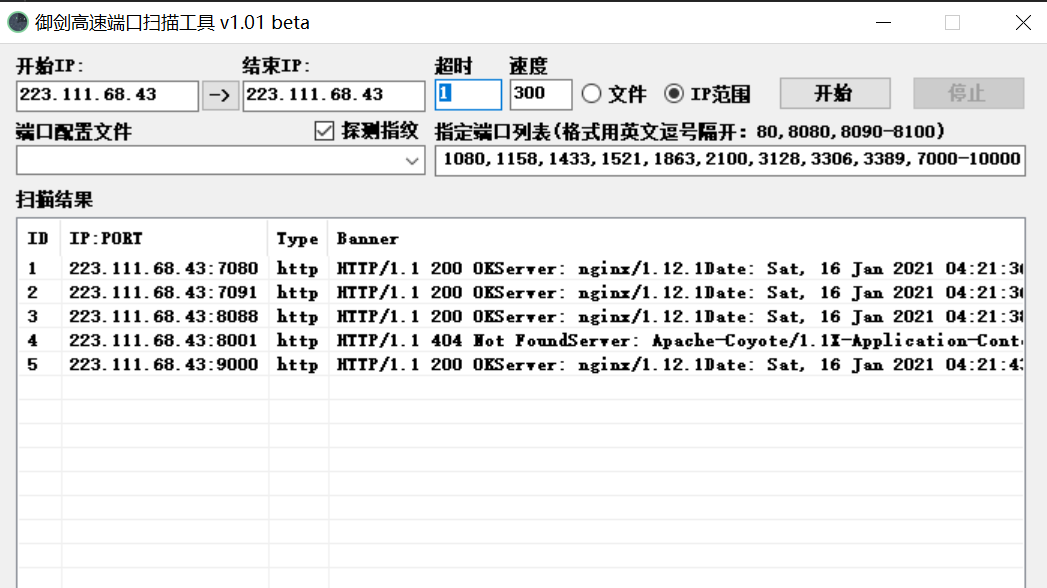 御剑高速端口扫描工具 v1.01 beta
开始IP: 结束IP: 超时 速度
223.111.68.43 -> 223.111.68.43 1 300 文件 IP范围 开始 停止
端口配置文件 探测指纹 指定端口列表(格式用英文逗号隔开: 80,8080,8090-8100)
1080,1158,1433,1521,1863,2100,3128,3306,3389,7000-10000
扫描结果
ID IP:PORT Type Banner
1 223.111.68.43:7080 http HTTP/1.1 200 OKServer: nginx/1.12.1Date: Sat, 16 Jan 2021 04:21:36
2 223.111.68.43:7091 http HTTP/1.1 200 OKServer: nginx/1.12.1Date: Sat, 16 Jan 2021 04:21:36
3 223.111.68.43:8088 http HTTP/1.1 200 OKServer: nginx/1.12.1Date: Sat, 16 Jan 2021 04:21:38
4 223.111.68.43:8001 http HTTP/1.1 404 Not FoundServer: Apache-Coyote/1.1X-Application-Cont
5 223.111.68.43:9000 http HTTP/1.1 200 OKServer: nginx/1.12.1Date: Sat, 16 Jan 2021 04:21:43